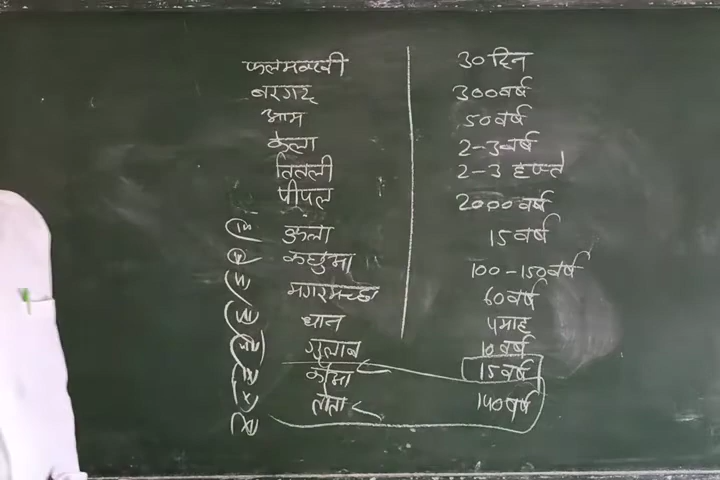 फलमक्खी 30 दिन
बरगद 300 वर्ष
आम 50 वर्ष
केला 2-3 वर्ष
तितली 2-3 हफ्ते
पीपल 2000 वर्ष
कुत्ता 15 वर्ष
कछुआ 100-150 वर्ष
मगरमच्छ 60 वर्ष
धान 4 माह
गुलाब 10 वर्ष
कौआ 15 वर्ष
तोता 140 वर्ष